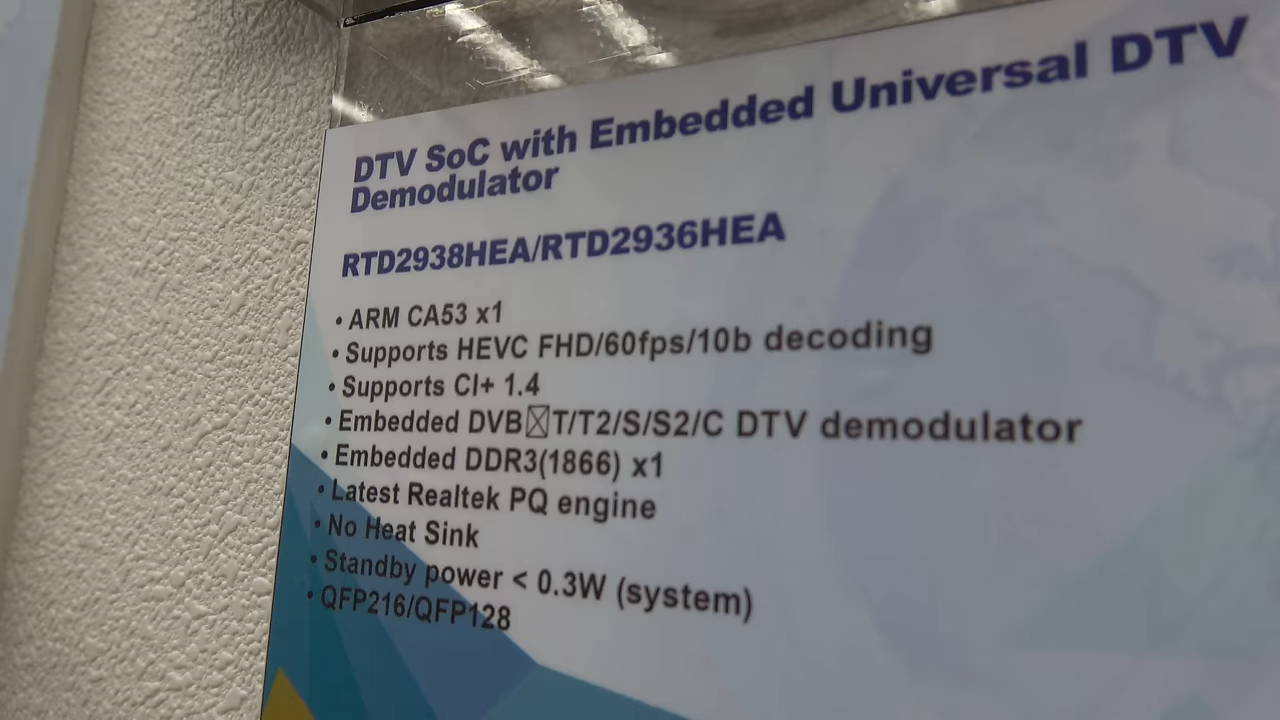 DTV SoC with Embedded Universal DTV
Demodulator
RTD2938HEA/RTD2936HEA
• ARM CA53 x1
• Supports HEVC FHD/60fps/10b decoding
• Supports CI+ 1.4
• Embedded DVB☒T/T2/S/S2/C DTV demodulator
• Embedded DDR3(1866) x1
• Latest Realtek PQ engine
• No Heat Sink
• Standby power < 0.3W (system)
• QFP216/QFP128